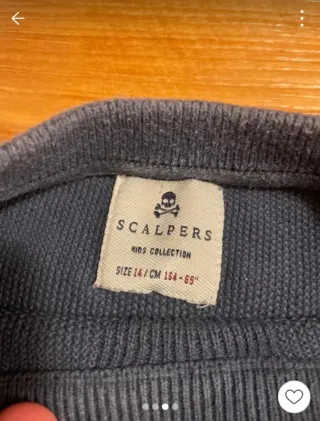 SCALPERS
KIDS COLLECTION
SIZE 14 / CM 164 - 65"